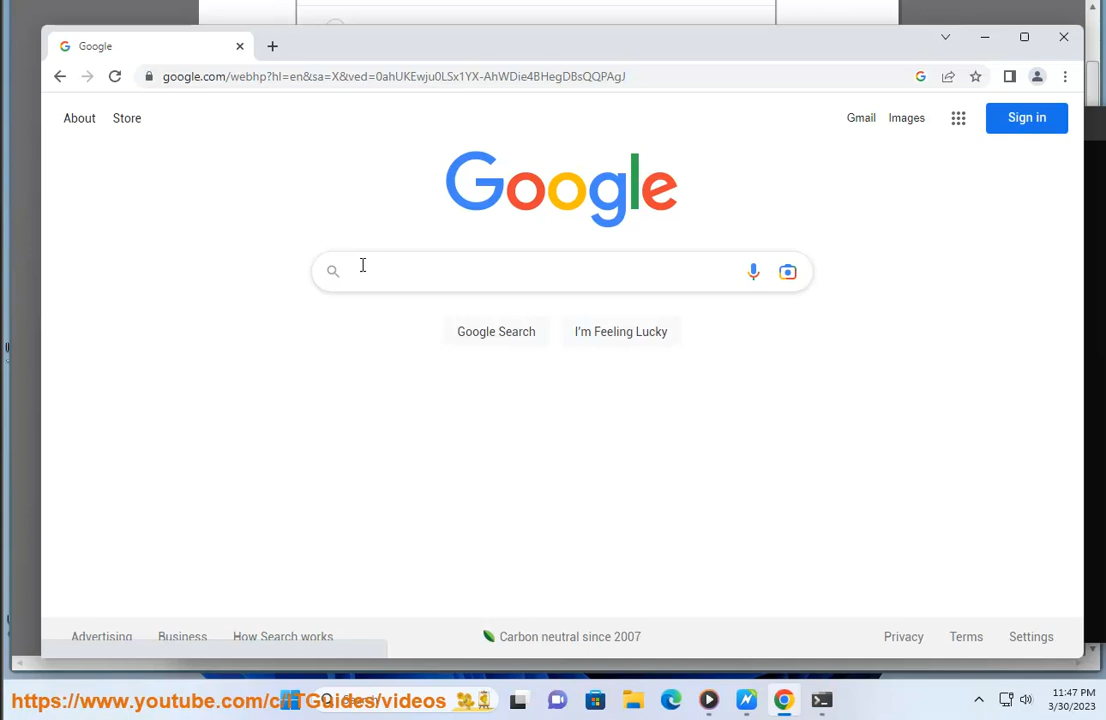 Google
google.com/webhp?hl=en&sa=X&ved=0ahUKEwju0LSx1YX-AhWDie4BHegDBsQQPAgJ
About Store Gmail Images Sign in
Google
Google Search I'm Feeling Lucky
Advertising Business How Search works Carbon neutral since 2007 Privacy Terms Settings
https://www.youtube.com/c/ITGuides/videos
11:47 PM
3/30/2023